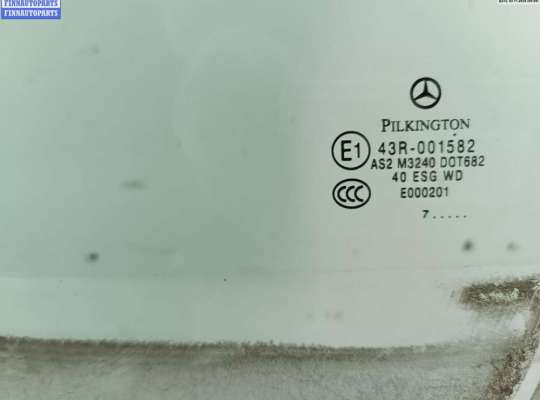 FINNAUTOPARTS
FINNAUTOPARTS
PILKINGTON
E1 43R-001582
AS2 M3240 DOT682
40 ESG WD
CCC E000201
7.....